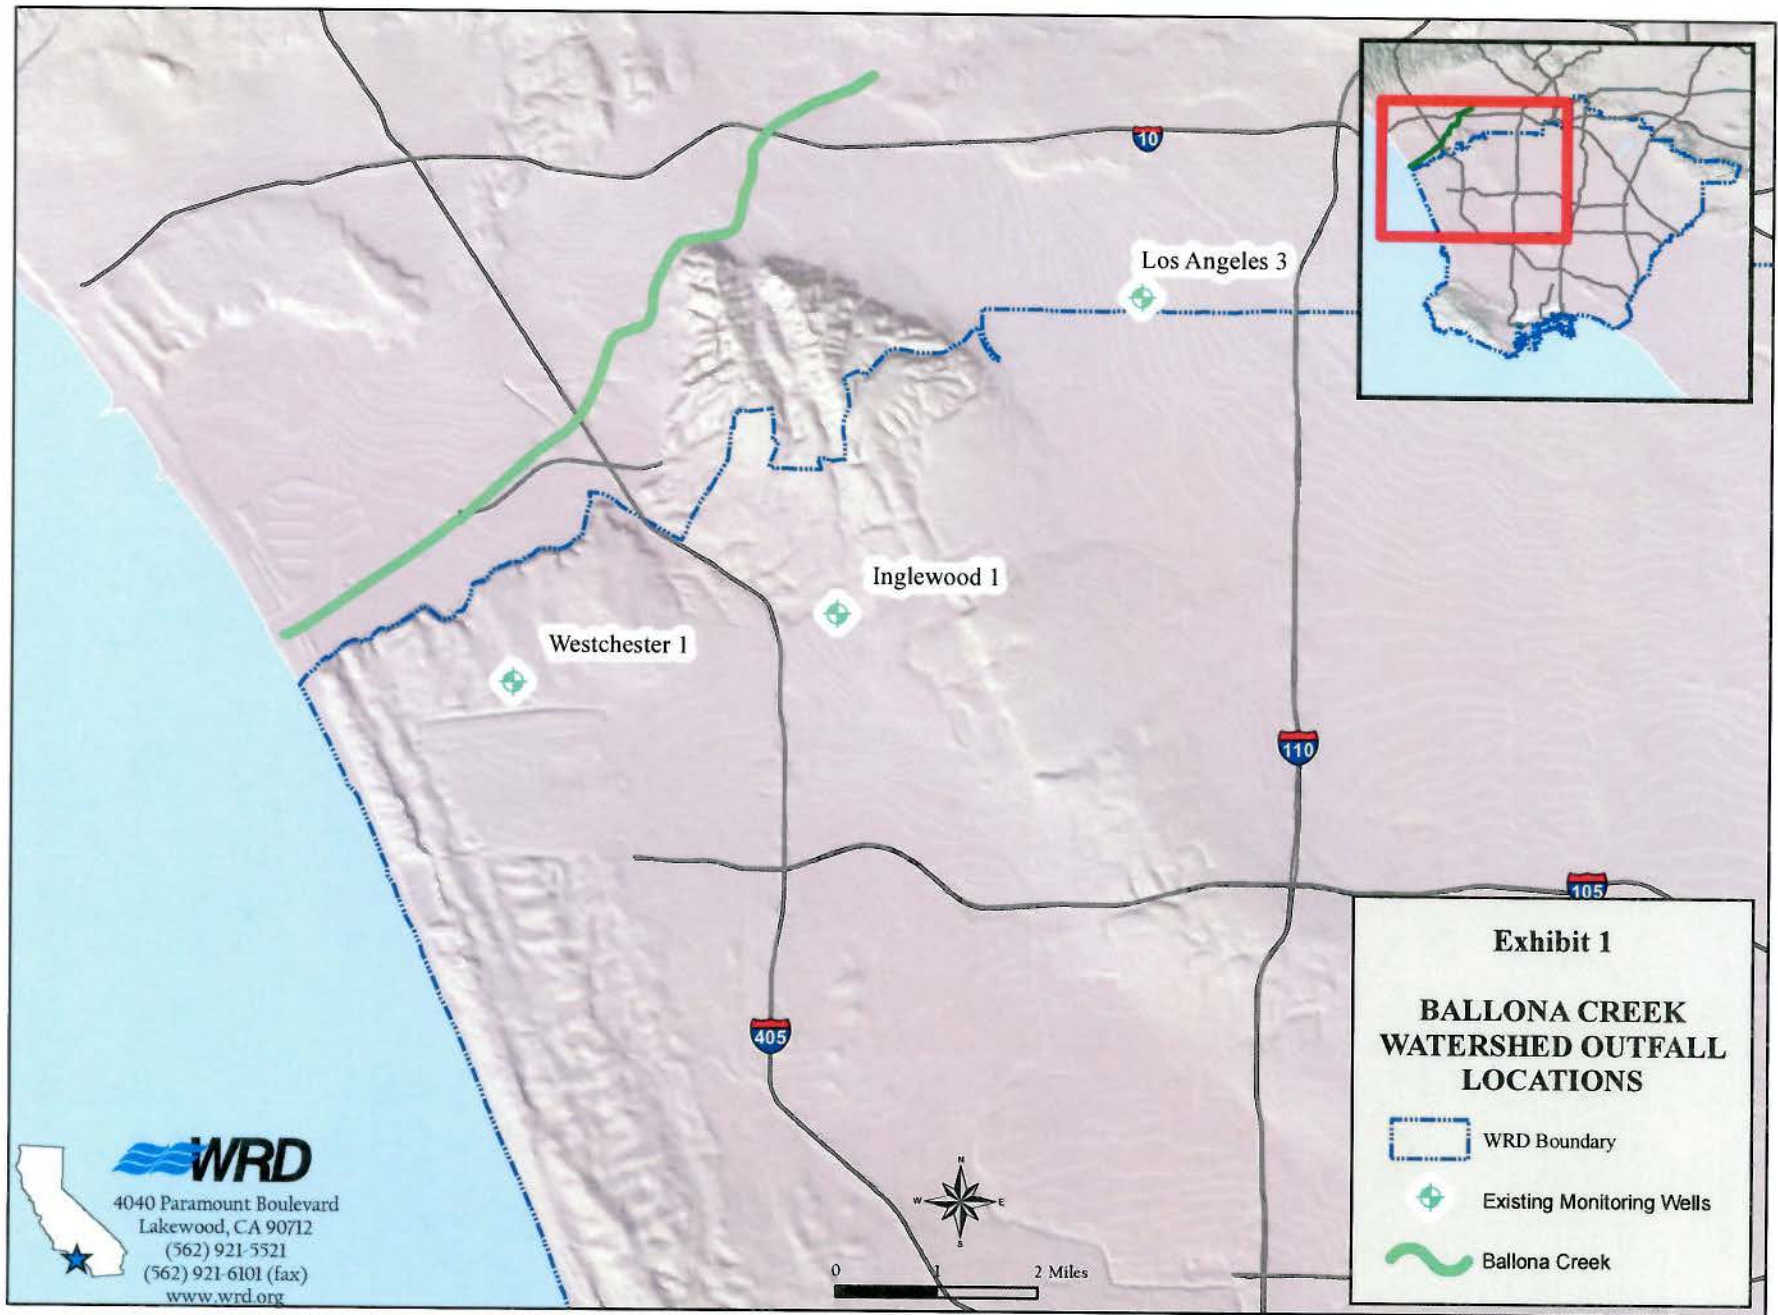 10
Los Angeles 3
Inglewood 1
Westchester 1
110
105
405
Exhibit 1
BALLONA CREEK
WATERSHED OUTFALL
LOCATIONS
WRD Boundary
Existing Monitoring Wells
Ballona Creek
WRD
4040 Paramount Boulevard
Lakewood, CA 90712
(562) 921-5521
(562) 921-6101 (fax)
www.wrd.org
N
W E
S
0 1 2 Miles